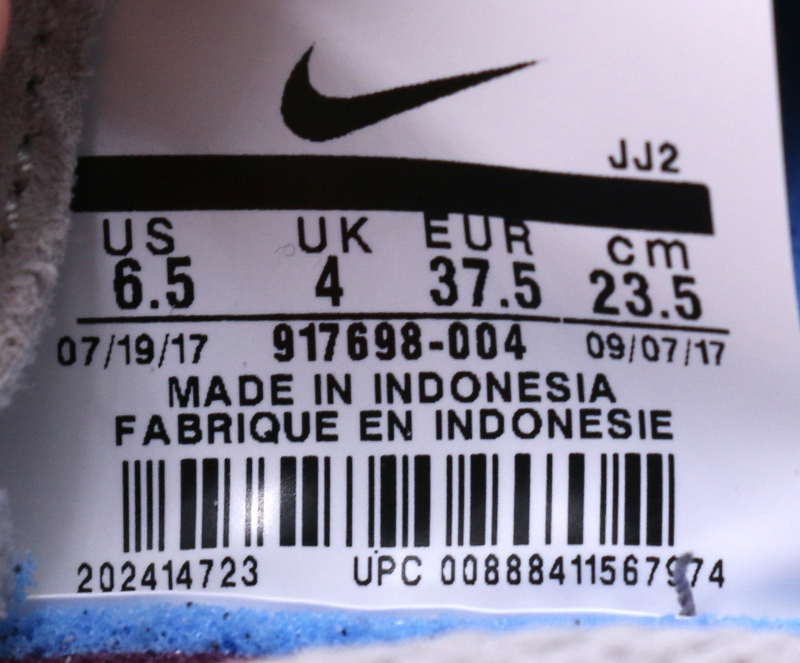 JJ2
US UK EUR cm
6.5 4 37.5 23.5
07/19/17 917698-004 09/07/17
MADE IN INDONESIA
FABRIQUE EN INDONESIE
202414723 UPC 00888411567974